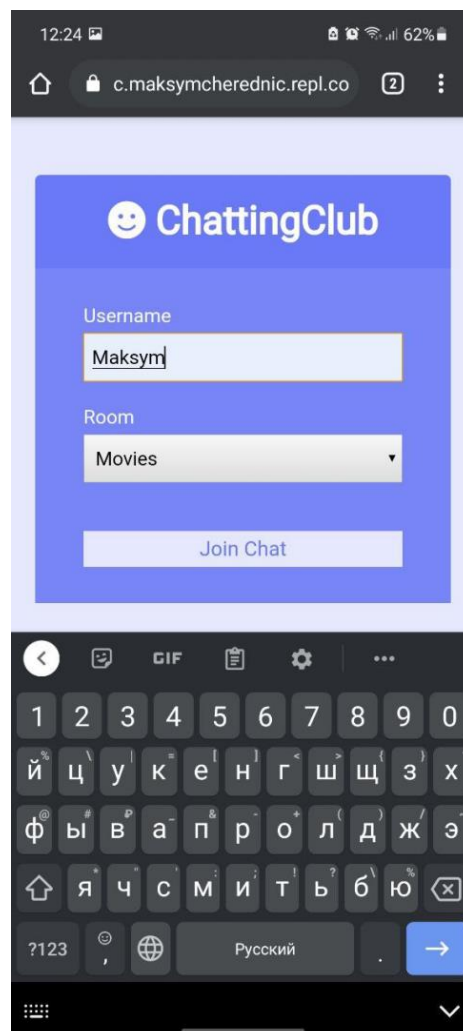 12:24 62%
c.maksymcherednic.repl.co 2
ChattingClub
Username
Maksym
Room
Movies
Join Chat
GIF
1 2 3 4 5 6 7 8 9 0
% \ | = [ ] < > { }
й ц у к е н г ш щ з х
@ # ₽ _ & - + ( ) /
ф ы в а п р о л д ж э
* " ' : ; ! ? \ %
я ч с м и т ь б ю
?123 , Русский .